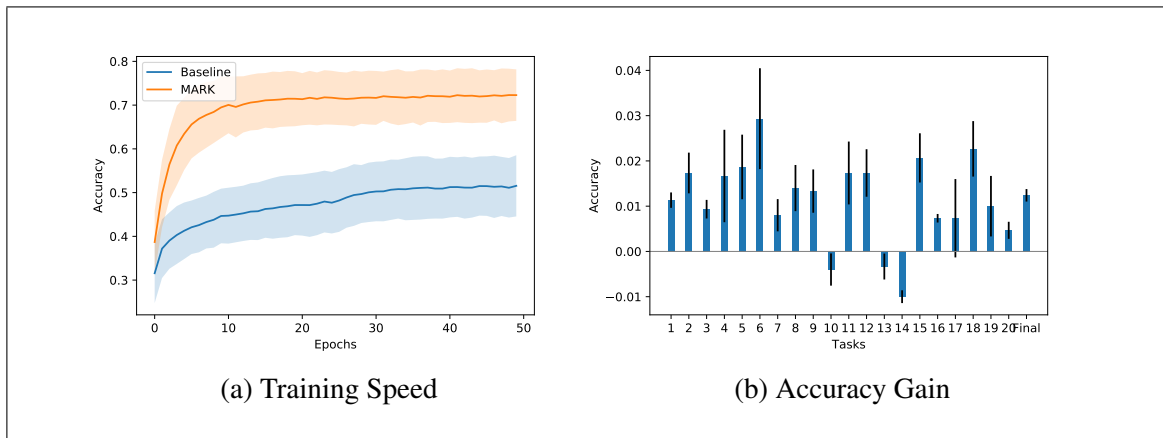 0.8
0.7
0.6
0.5
0.4
0.3
Accuracy
Baseline
MARK
0 10 20 30 40 50
Epochs
(a) Training Speed
0.04
0.03
0.02
0.01
0.00
−0.01
Accuracy
1 2 3 4 5 6 7 8 9 10 11 12 13 14 15 16 17 18 19 20 Final
Tasks
(b) Accuracy Gain